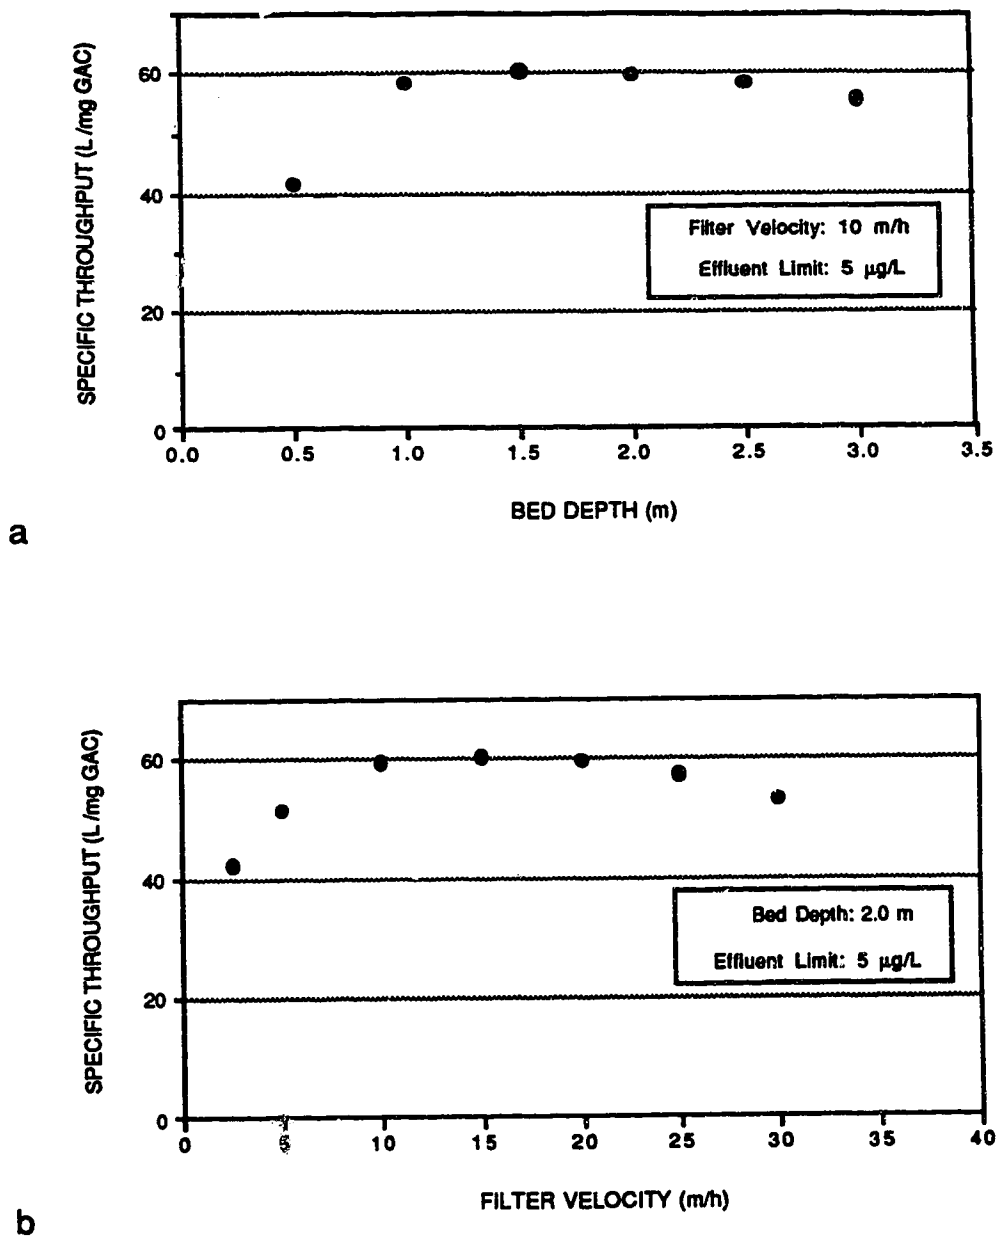 SPECIFIC THROUGHPUT (L/mg GAC)
60
40
20
0
0.0 0.5 1.0 1.5 2.0 2.5 3.0 3.5
Filter Velocity: 10 m/h
Effluent Limit: 5 µg/L
BED DEPTH (m)
a
SPECIFIC THROUGHPUT (L/mg GAC)
60
40
20
0
0 5 10 15 20 25 30 35 40
Bed Depth: 2.0 m
Effluent Limit: 5 µg/L
FILTER VELOCITY (m/h)
b